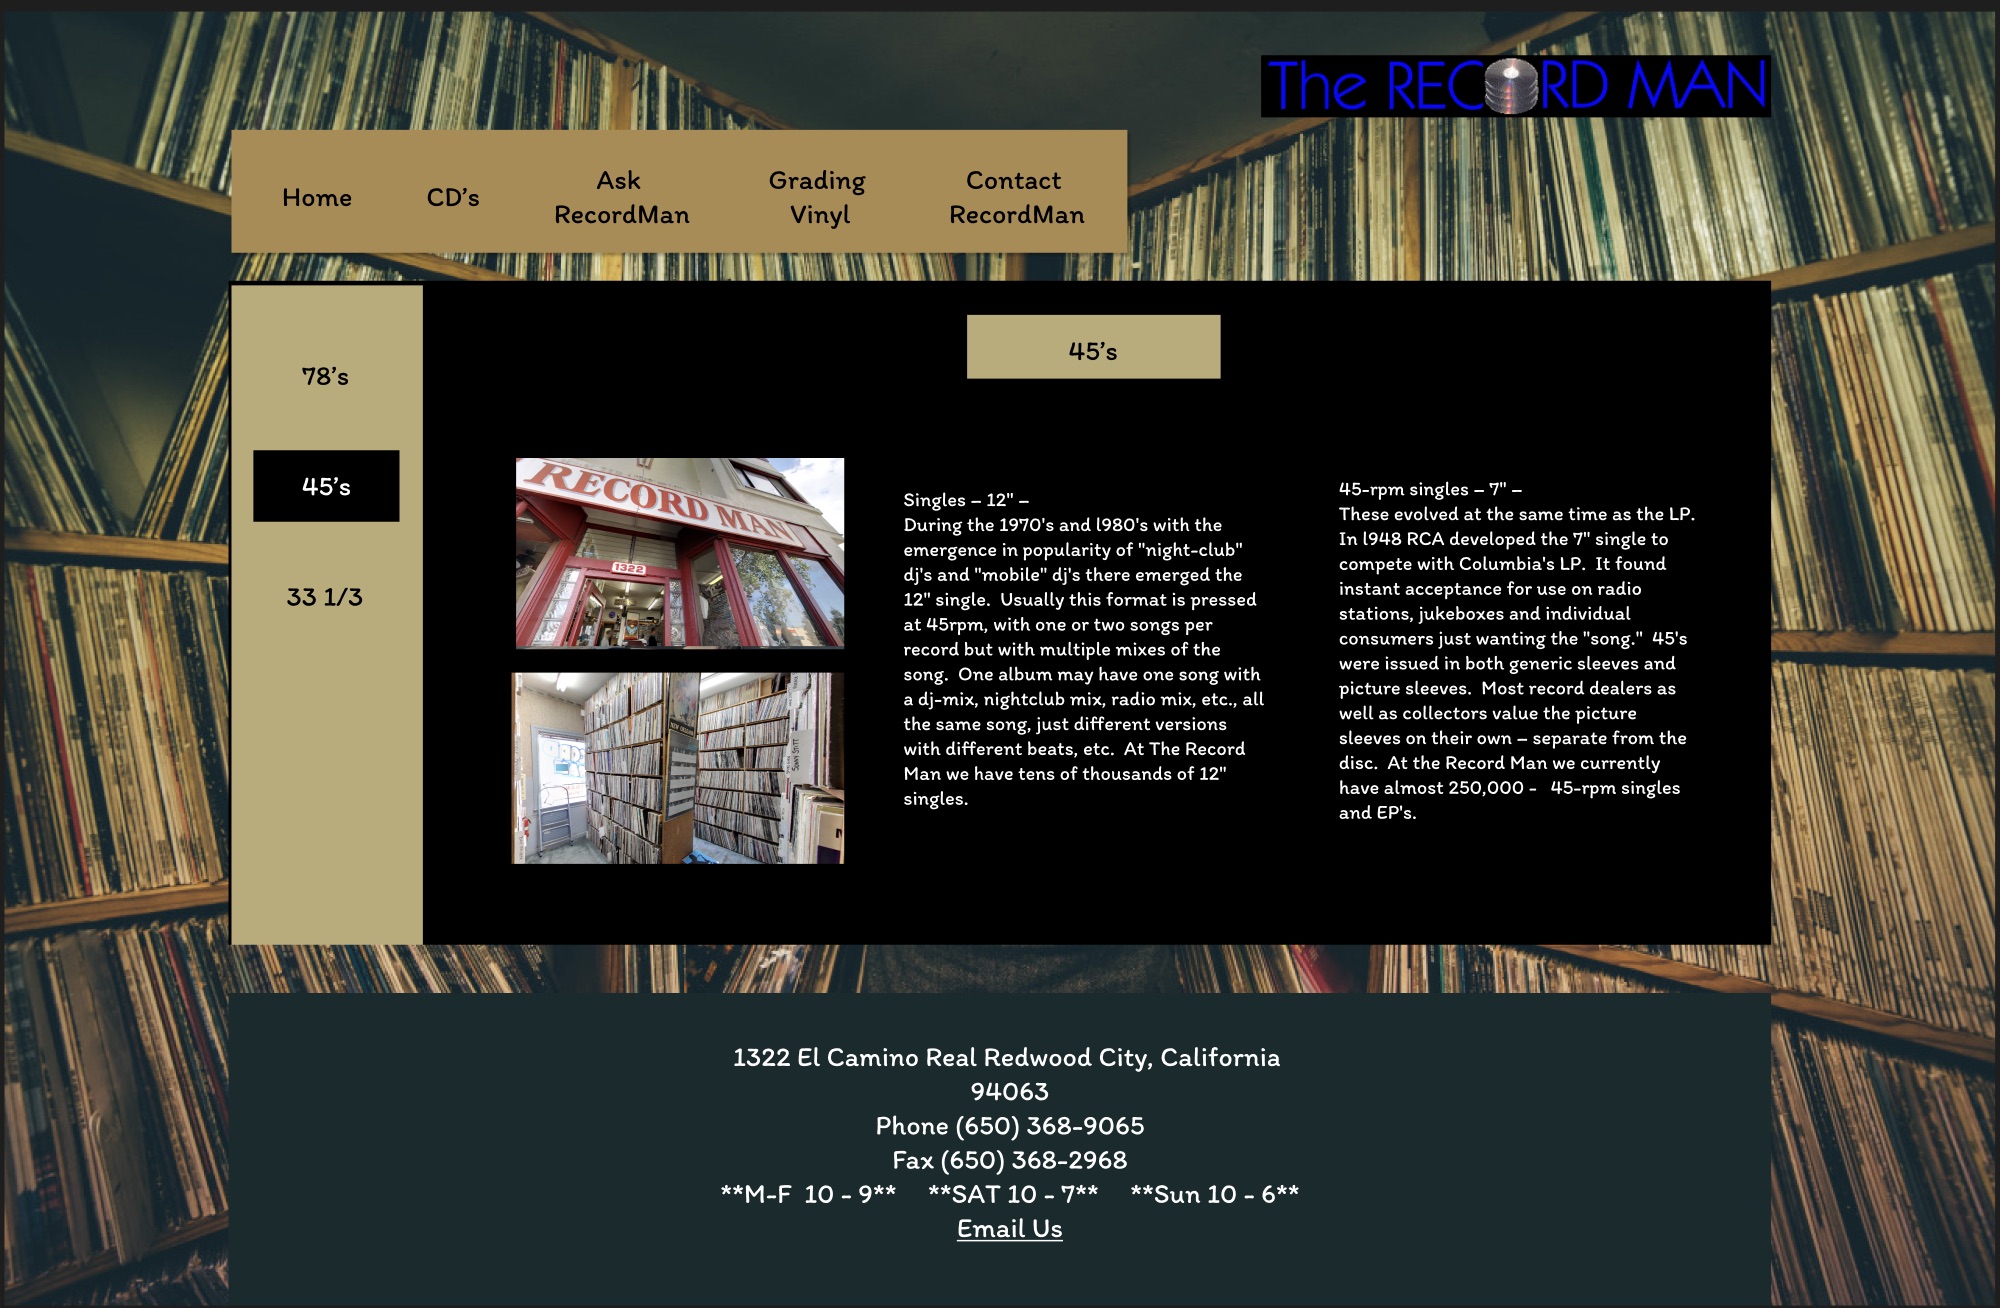 The RECORD MAN
Home
CD’s
Ask
RecordMan
Grading
Vinyl
Contact
RecordMan
78’s
45’s
33 1/3
45’s
RECORD MAN
1322
Singles – 12" –
During the 1970's and l980's with the
emergence in popularity of "night-club"
dj's and "mobile" dj's there emerged the
12" single.  Usually this format is pressed
at 45rpm, with one or two songs per
record but with multiple mixes of the
song.  One album may have one song with
a dj-mix, nightclub mix, radio mix, etc., all
the same song, just different versions
with different beats, etc.  At The Record
Man we have tens of thousands of 12"
singles.
45-rpm singles – 7" –
These evolved at the same time as the LP.
In l948 RCA developed the 7" single to
compete with Columbia's LP.  It found
instant acceptance for use on radio
stations, jukeboxes and individual
consumers just wanting the "song."  45's
were issued in both generic sleeves and
picture sleeves.  Most record dealers as
well as collectors value the picture
sleeves on their own – separate from the
disc.  At the Record Man we currently
have almost 250,000 -   45-rpm singles
and EP's.
1322 El Camino Real Redwood City, California
94063
Phone (650) 368-9065
Fax (650) 368-2968
**M-F  10 - 9**     **SAT 10 - 7**     **Sun 10 - 6**
Email Us